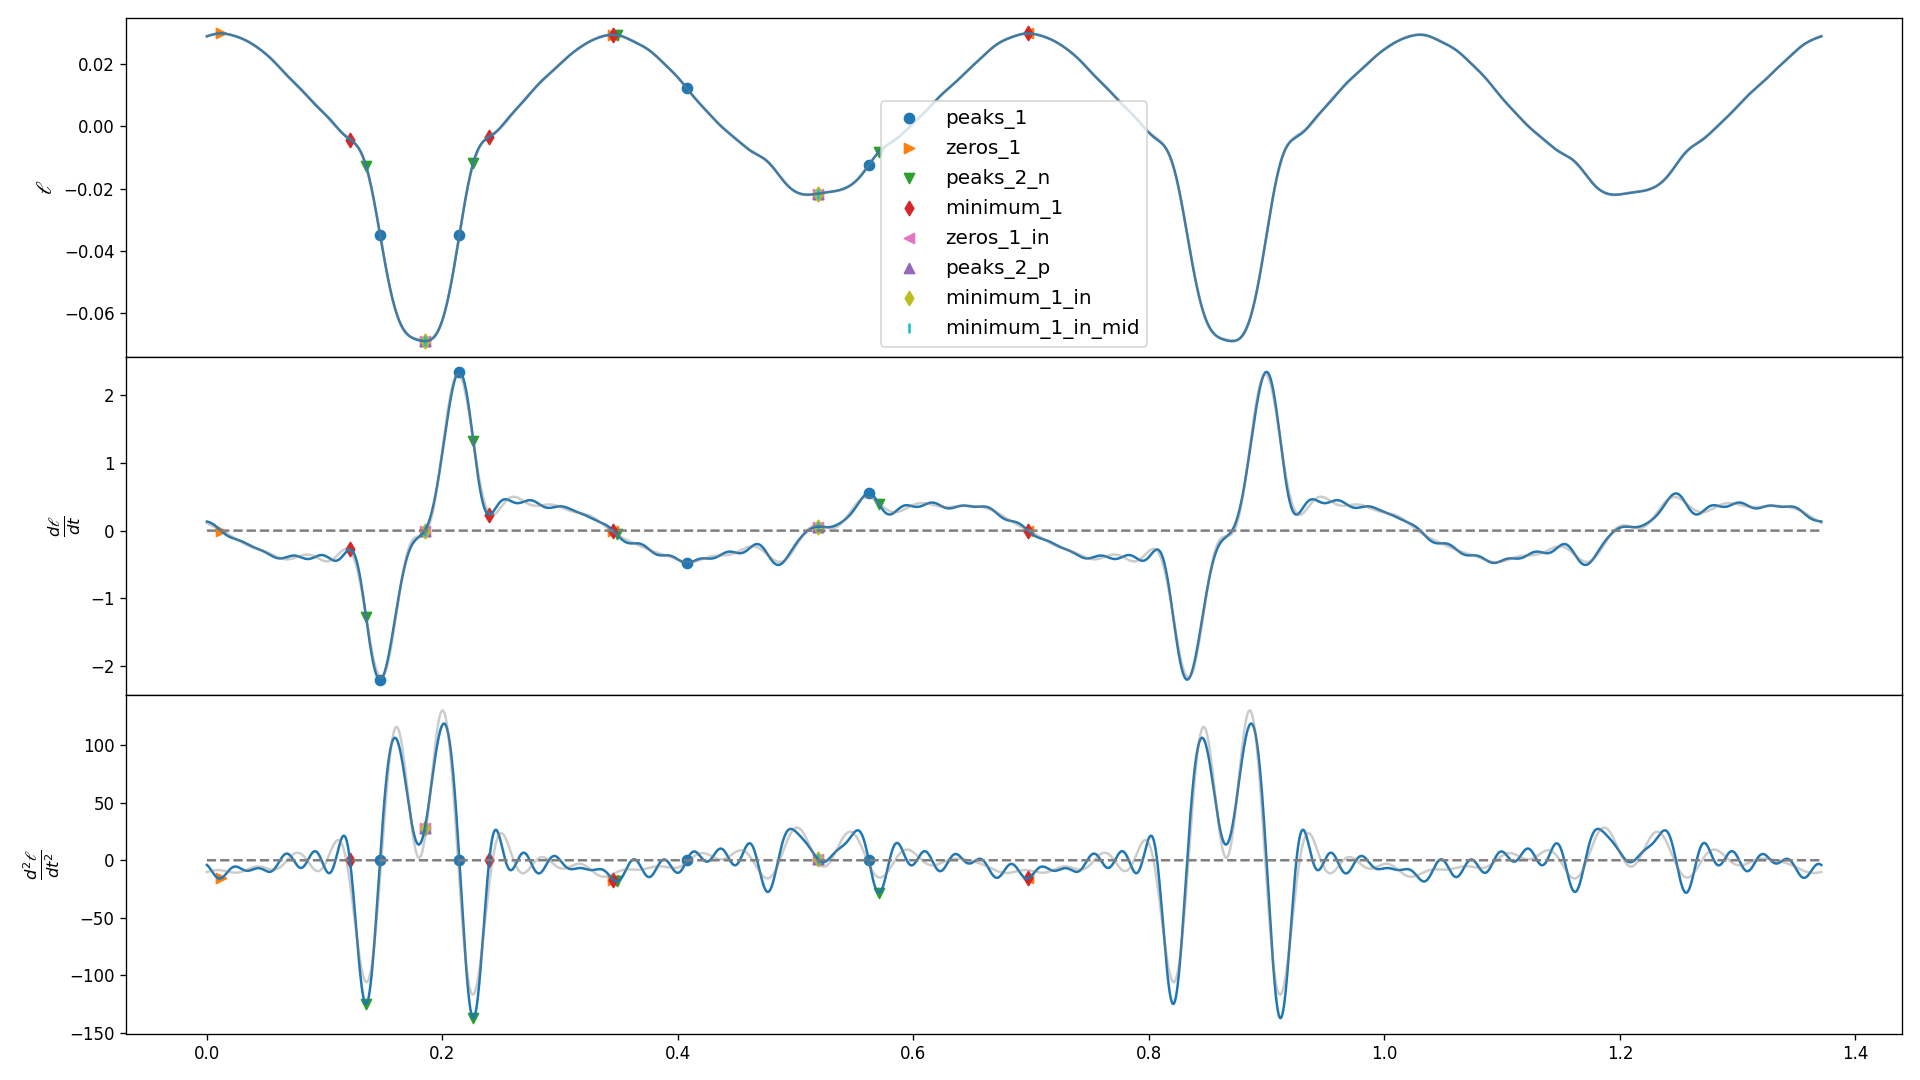 ℓ
0.02
0.00
−0.02
−0.04
−0.06
peaks_1
zeros_1
peaks_2_n
minimum_1
zeros_1_in
peaks_2_p
minimum_1_in
minimum_1_in_mid
dℓ
dt
2
1
0
−1
−2
d²ℓ
dt²
100
50
0
−50
−100
−150
0.0 0.2 0.4 0.6 0.8 1.0 1.2 1.4